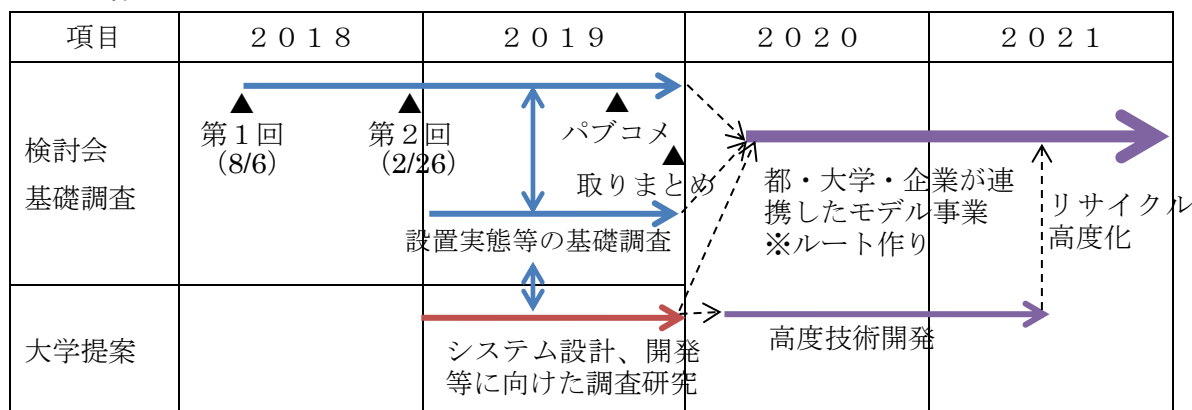 項目
２０１８
２０１９
２０２０
２０２１
検討会
基礎調査
▲
第１回
(8/6)
▲
第２回
(2/26)
▲
パブコメ
▲
取りまとめ
設置実態等の基礎調査
都・大学・企業が連
携したモデル事業
※ルート作り
リサイクル
高度化
大学提案
システム設計、開発
等に向けた調査研究
高度技術開発